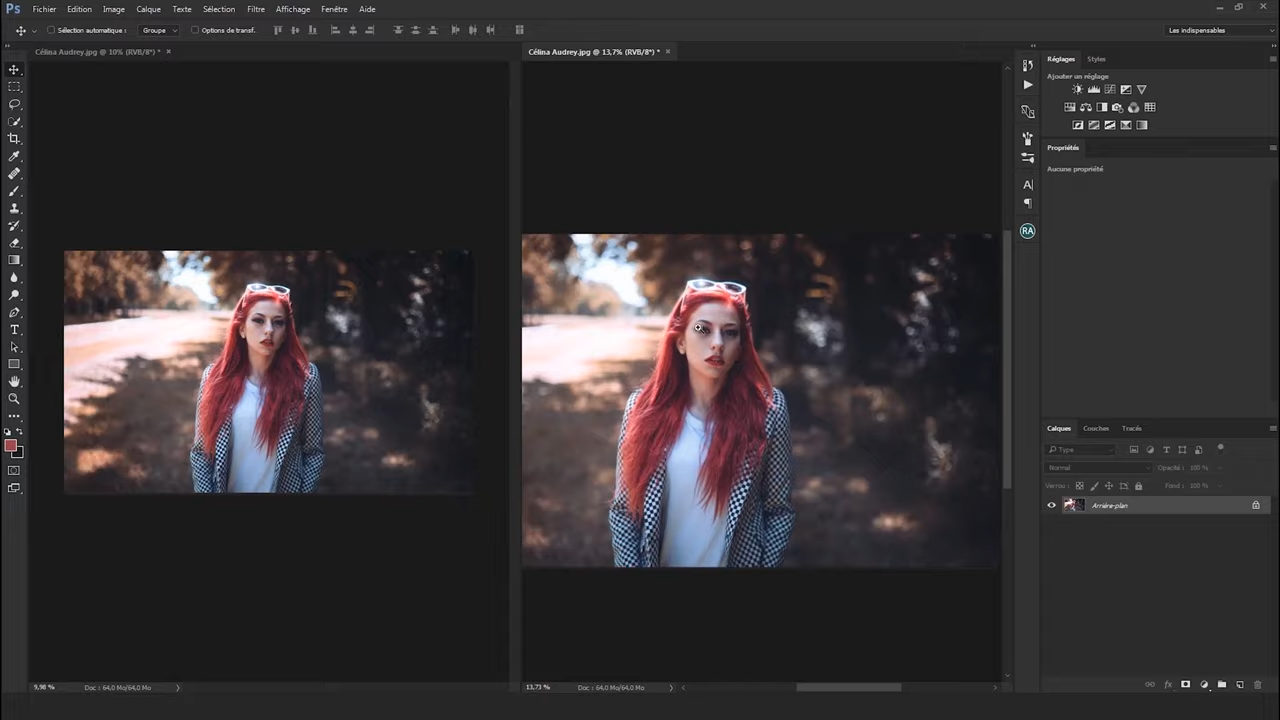 Ps Fichier Edition Image Calque Texte Sélection Filtre Affichage Fenêtre Aide
Sélection automatique : Groupe Options de transf. Les indispensables
Célina Audrey.jpg @ 10% (RVB/8*) * × Célina Audrey.jpg @ 13,7% (RVB/8*) * ×
Réglages Styles
Ajouter un réglage
Propriétés
Aucune propriété
Calques Couches Tracés
Type
Normal Opacité : 100 %
Verrou : Fond : 100 %
Arrière-plan
RA
9,98 % Doc : 64,0 Mo/64,0 Mo 13,73 % Doc : 64,0 Mo/64,0 Mo